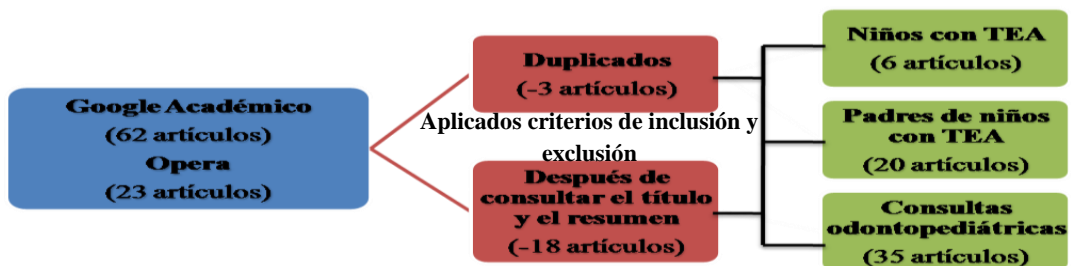 Google Académico
(62 artículos)
Opera
(23 artículos)
Duplicados
(-3 artículos)
Aplicados criterios de inclusión y
exclusión
Después de
consultar el título
y el resumen
(-18 artículos)
Niños con TEA
(6 artículos)
Padres de niños
con TEA
(20 artículos)
Consultas
odontopediátricas
(35 artículos)